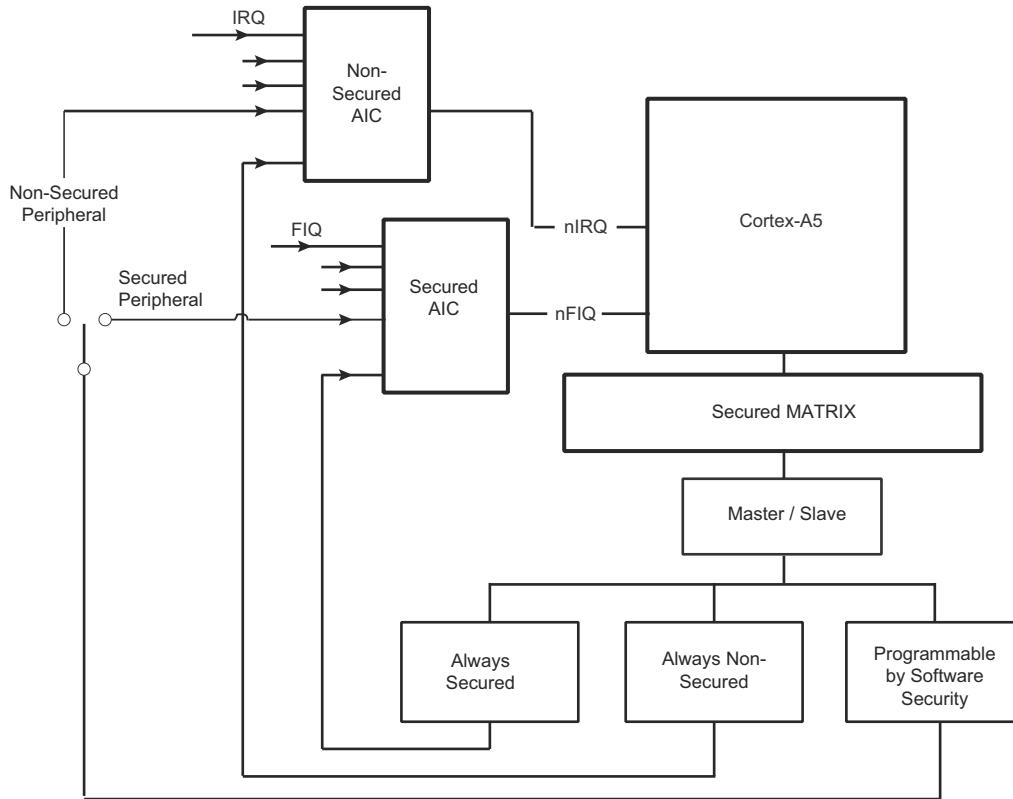 IRQ
Non-
Secured
AIC
Non-Secured
Peripheral
nIRQ
Cortex-A5
FIQ
Secured
Peripheral
Secured
AIC
nFIQ
Secured MATRIX
Master / Slave
Always
Secured
Always Non-
Secured
Programmable
by Software
Security